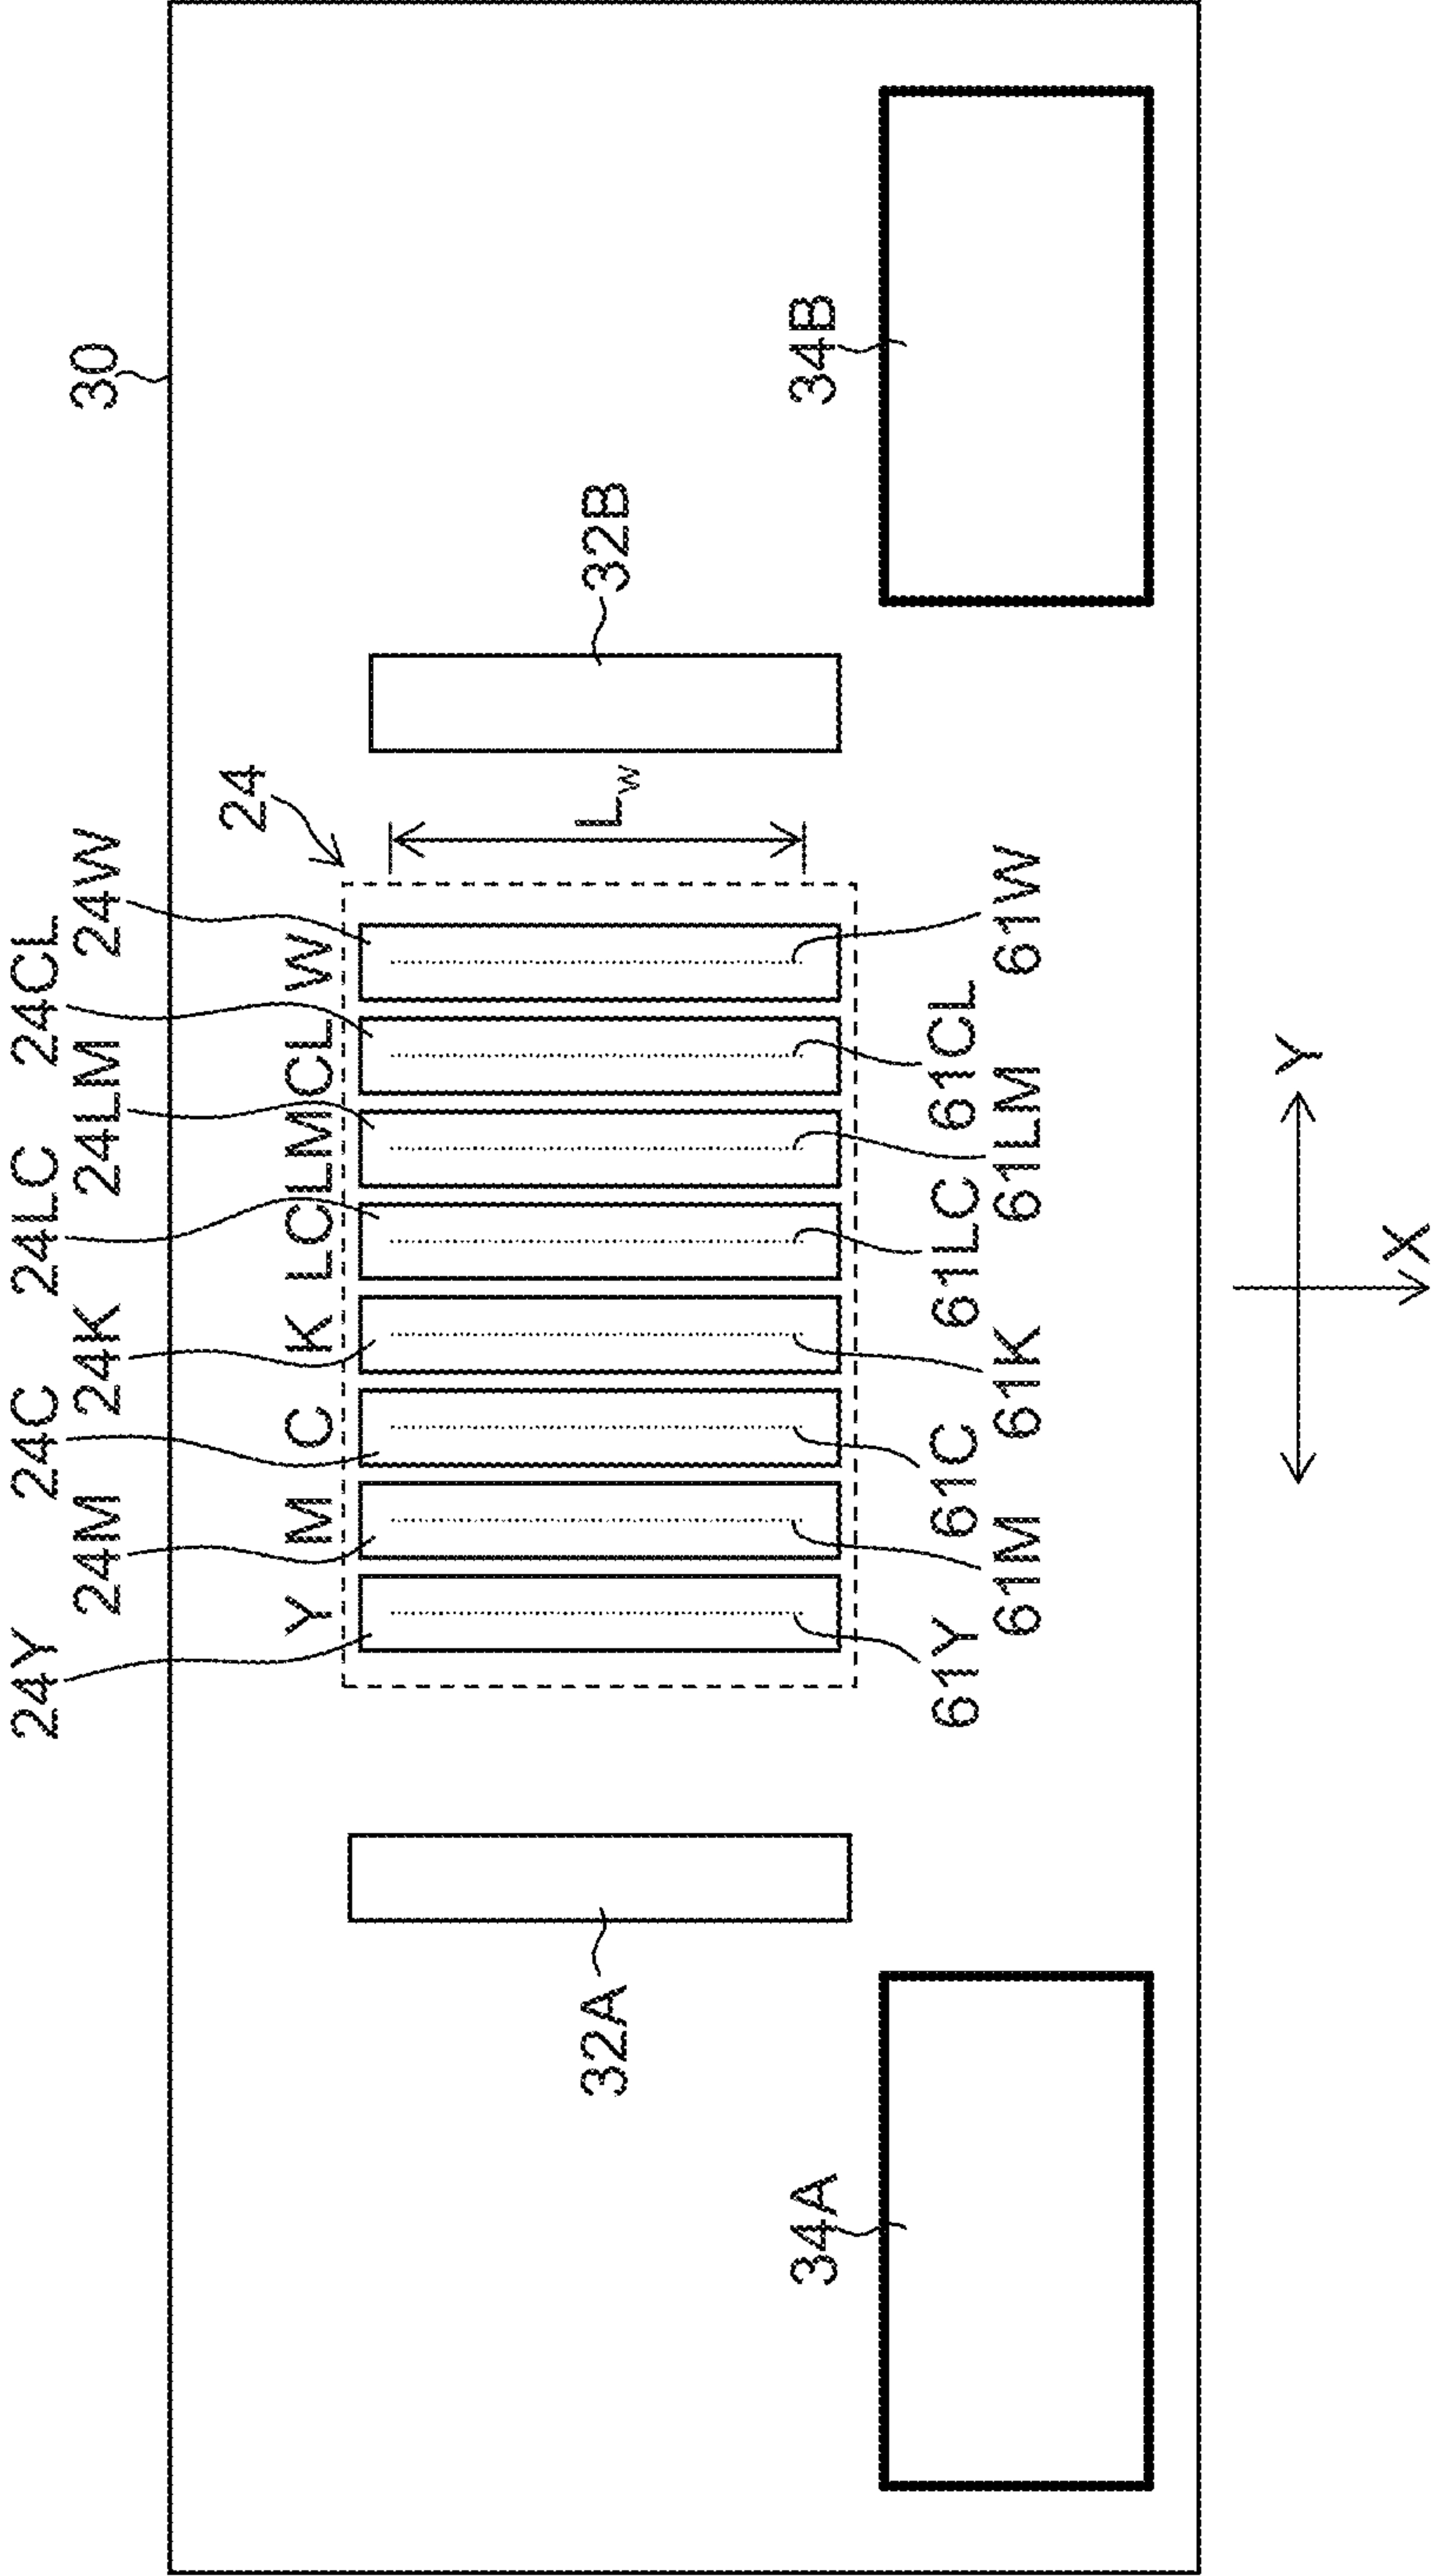 24Y 24C 24LC 24CL
24M 24K 24LM 24W
30
24
Y M C K LC LM CL W
32A
Lw
32B
34A
34B
61Y 61C 61LC 61CL
61M 61K 61LM 61W
Y
X